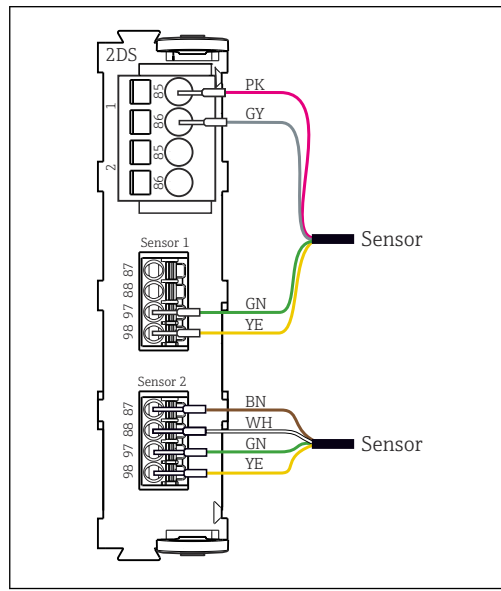 2DS
1 85 PK
86 GY
2 85
86
Sensor
Sensor 1
87
88
97 GN
98 YE
Sensor 2
87 BN
88 WH
97 GN
98 YE
Sensor